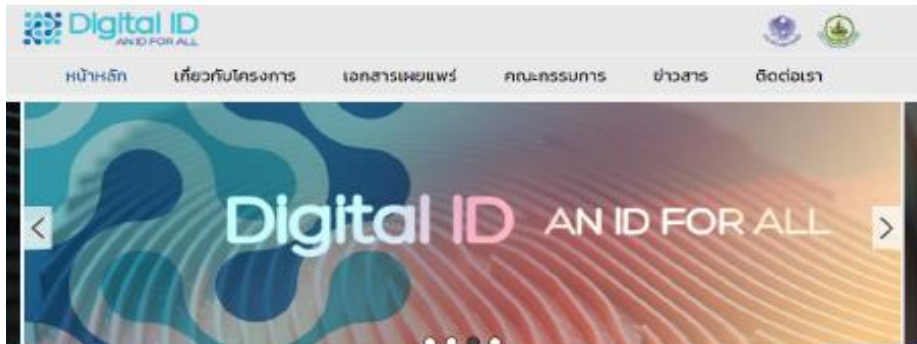 Digital ID
AN ID FOR ALL
หน้าหลัก เกี่ยวกับโครงการ เอกสารเผยแพร่ คณะกรรมการ ข่าวสาร ติดต่อเรา
Digital ID AN ID FOR ALL